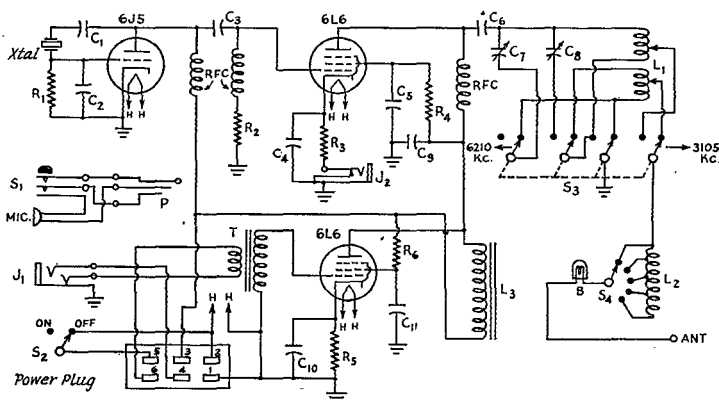 6J5
C3
6L6
C6
C1
C7
C8
Xtal
L1
RFC
RFC
R1
C2
C5
R4
H H
R2
H H
C4
R3
C9
6210 KC.
3105 KC.
J2
S3
S1
MIC.
P
T
6L6
R6
J1
L3
L2
H H
B
S4
ON OFF
C11
S2
H H
ANT
5 3 2
6 4 1
C10
R5
Power Plug